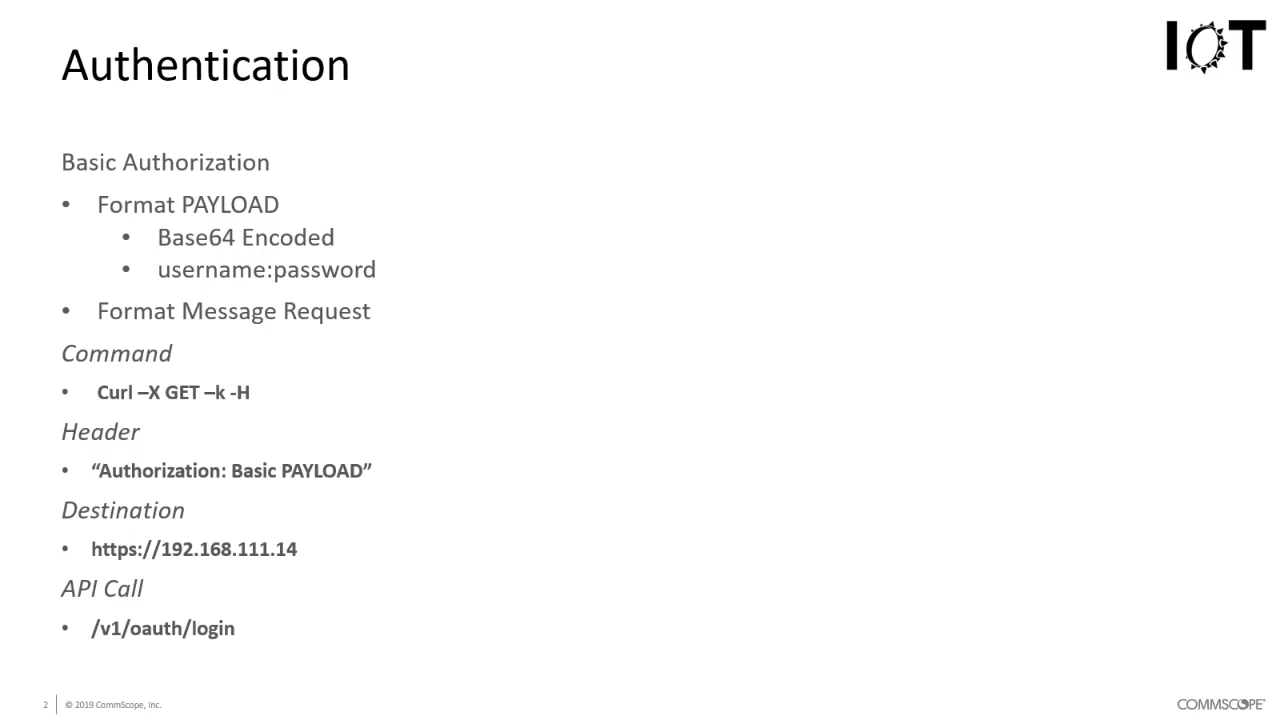 Authentication
IOT
Basic Authorization
• Format PAYLOAD
• Base64 Encoded
• username:password
• Format Message Request
Command
• Curl –X GET –k -H
Header
• “Authorization: Basic PAYLOAD”
Destination
• https://192.168.111.14
API Call
• /v1/oauth/login
2 © 2019 CommScope, Inc.
COMMSCOPE®